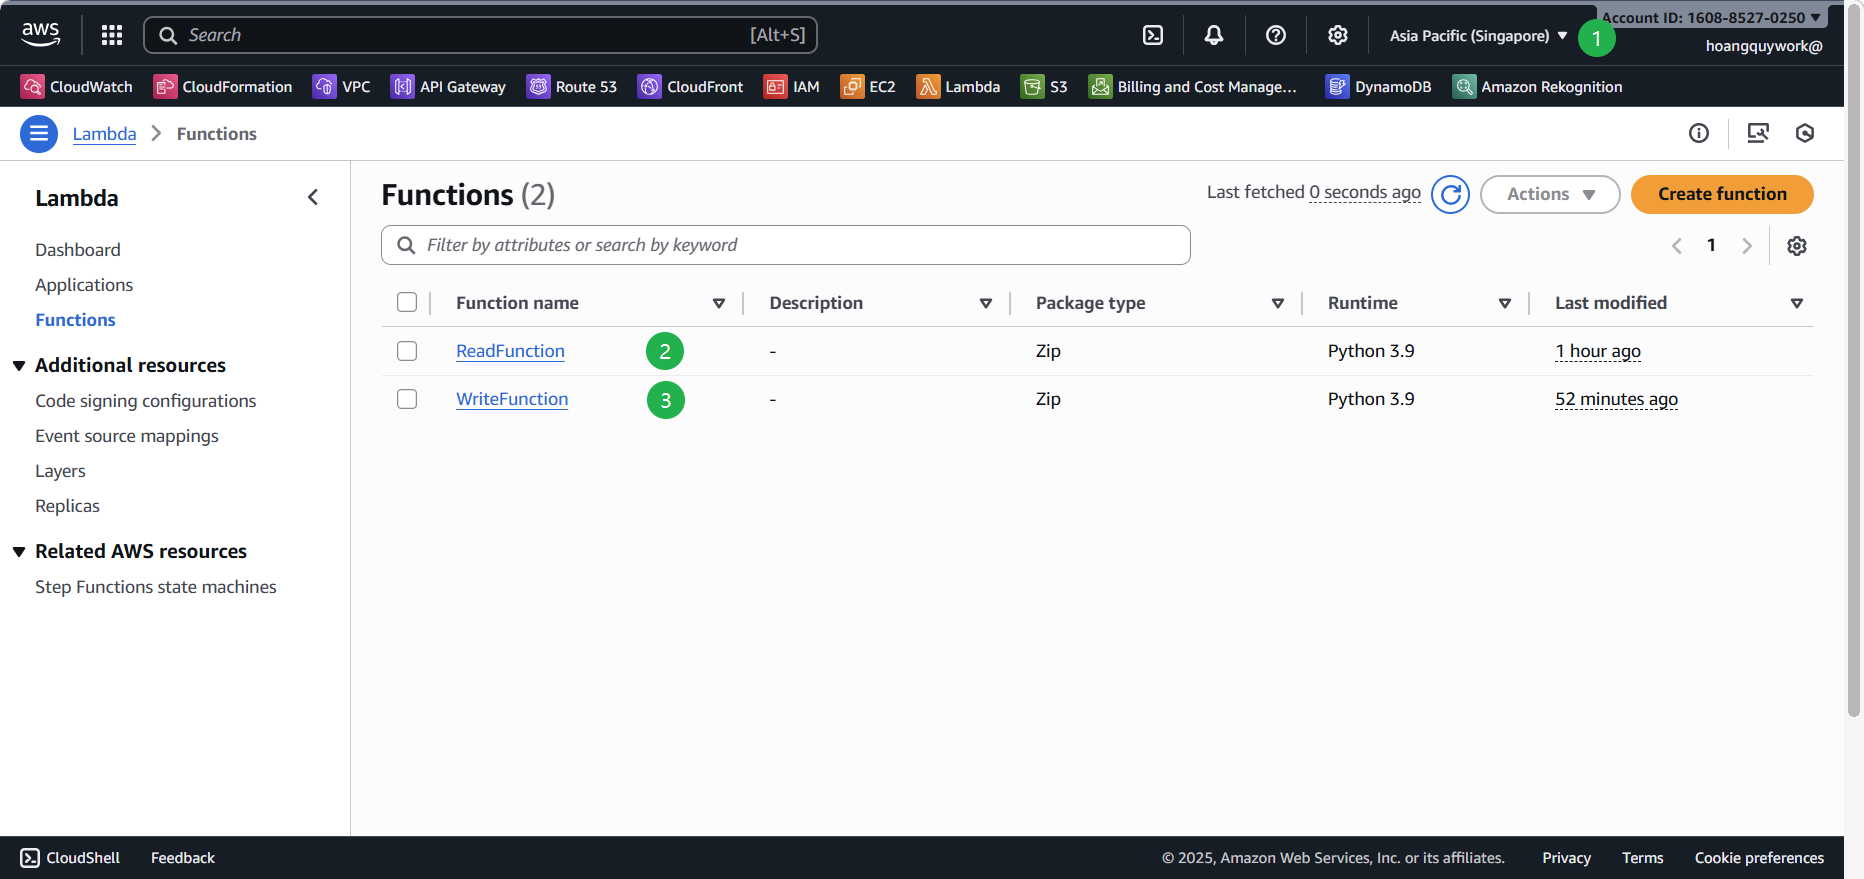 aws
Search [Alt+S]
Asia Pacific (Singapore)
1
Account ID: 1608-8527-0250
hoangquywork@
CloudWatch CloudFormation VPC API Gateway Route 53 CloudFront IAM EC2 Lambda S3 Billing and Cost Manage... DynamoDB Amazon Rekognition
Lambda Functions
Lambda
Dashboard
Applications
Functions
Additional resources
Code signing configurations
Event source mappings
Layers
Replicas
Related AWS resources
Step Functions state machines
Functions (2)
Last fetched 0 seconds ago
Actions
Create function
Filter by attributes or search by keyword
1
Function name Description Package type Runtime Last modified
ReadFunction 2 - Zip Python 3.9 1 hour ago
WriteFunction 3 - Zip Python 3.9 52 minutes ago
CloudShell Feedback © 2025, Amazon Web Services, Inc. or its affiliates. Privacy Terms Cookie preferences